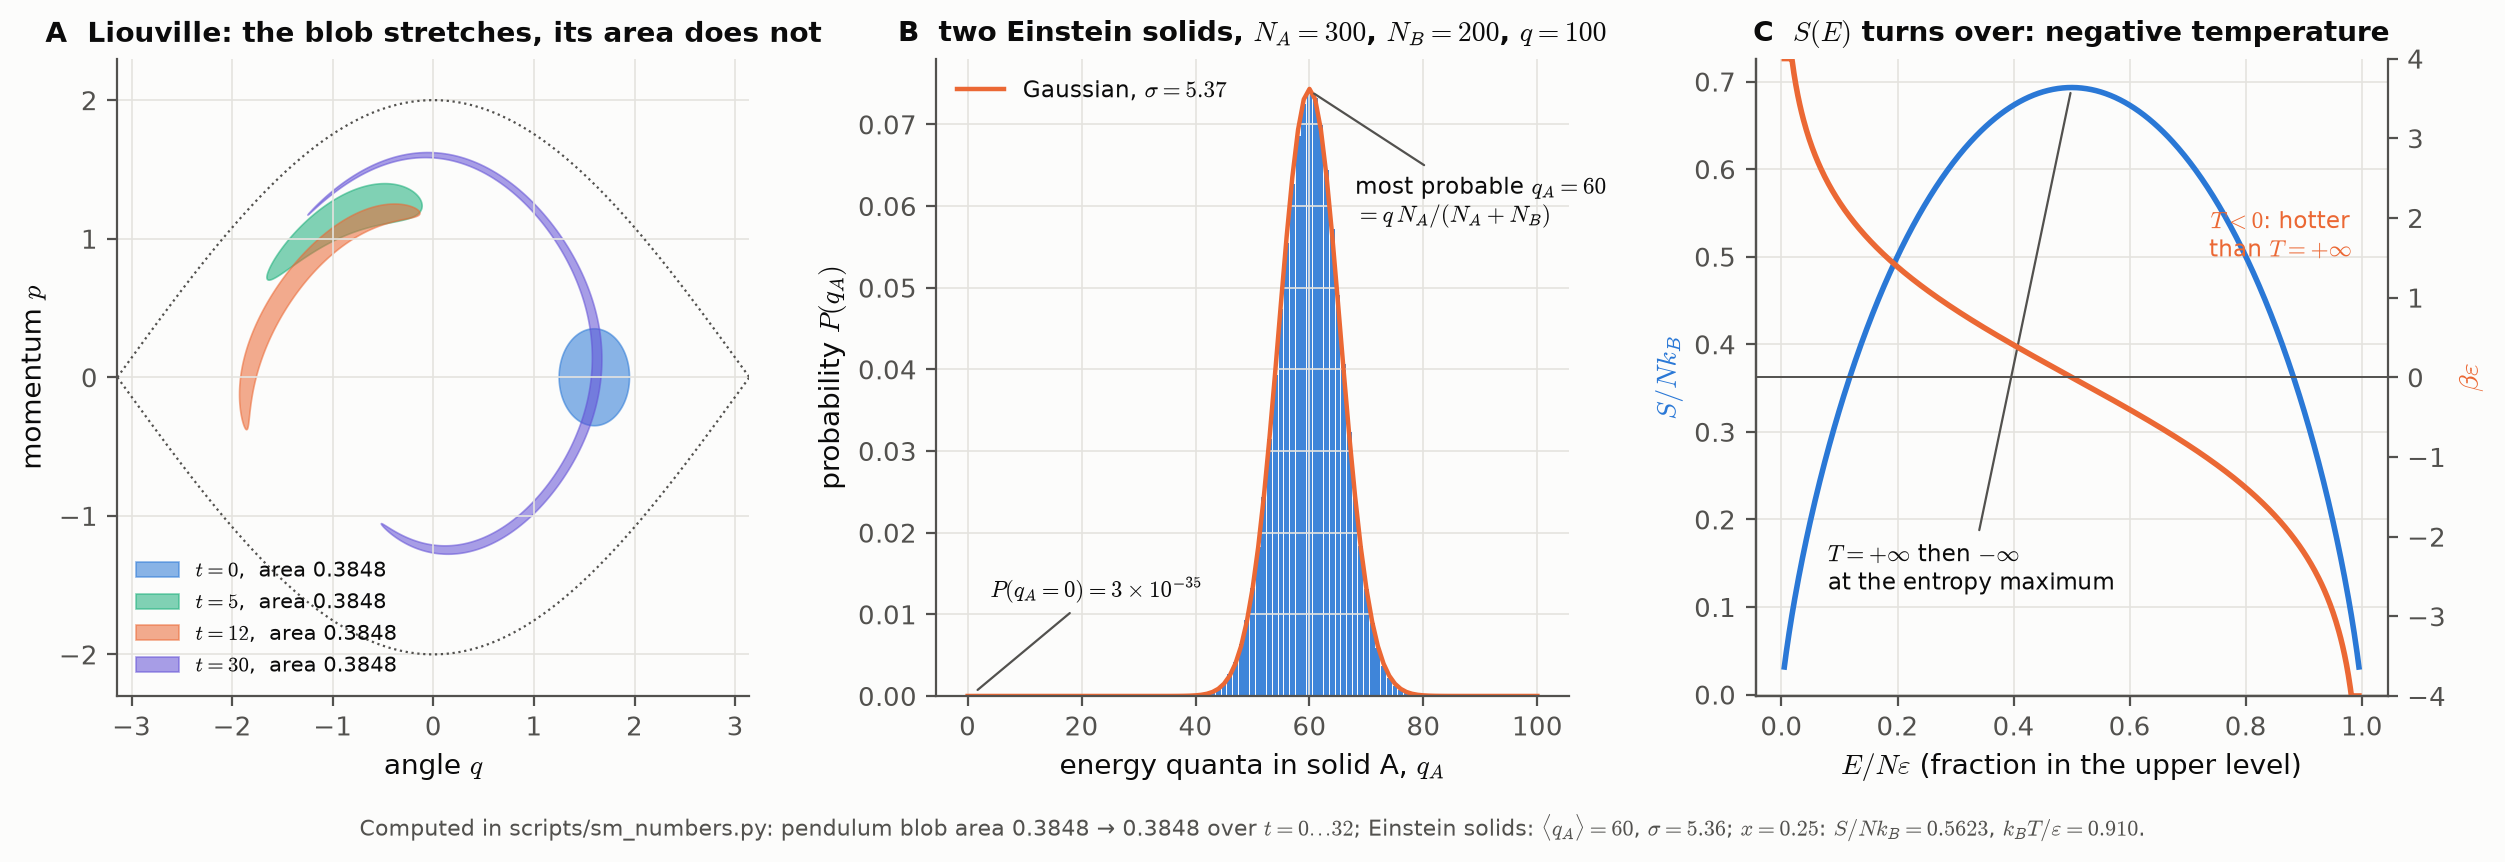 A Liouville: the blob stretches, its area does not
momentum p
2
1
0
−1
−2
−3 −2 −1 0 1 2 3
angle q
t = 0, area 0.3848
t = 5, area 0.3848
t = 12, area 0.3848
t = 30, area 0.3848
B two Einstein solids, N_A = 300, N_B = 200, q = 100
Gaussian, σ = 5.37
most probable q_A = 60
= q N_A/(N_A + N_B)
P(q_A = 0) = 3 × 10^{−35}
probability P(q_A)
0.07
0.06
0.05
0.04
0.03
0.02
0.01
0.00
0 20 40 60 80 100
energy quanta in solid A, q_A
C S(E) turns over: negative temperature
S/Nk_B
0.7
0.6
0.5
0.4
0.3
0.2
0.1
0.0
T < 0: hotter
than T = +∞
T = +∞ then −∞
at the entropy maximum
4
3
2
1
0
−1
−2
−3
−4
βε
0.0 0.2 0.4 0.6 0.8 1.0
E/Nε (fraction in the upper level)
Computed in scripts/sm_numbers.py: pendulum blob area 0.3848 → 0.3848 over t = 0…32; Einstein solids: ⟨q_A⟩ = 60, σ = 5.36; x = 0.25: S/Nk_B = 0.5623, k_BT/ε = 0.910.